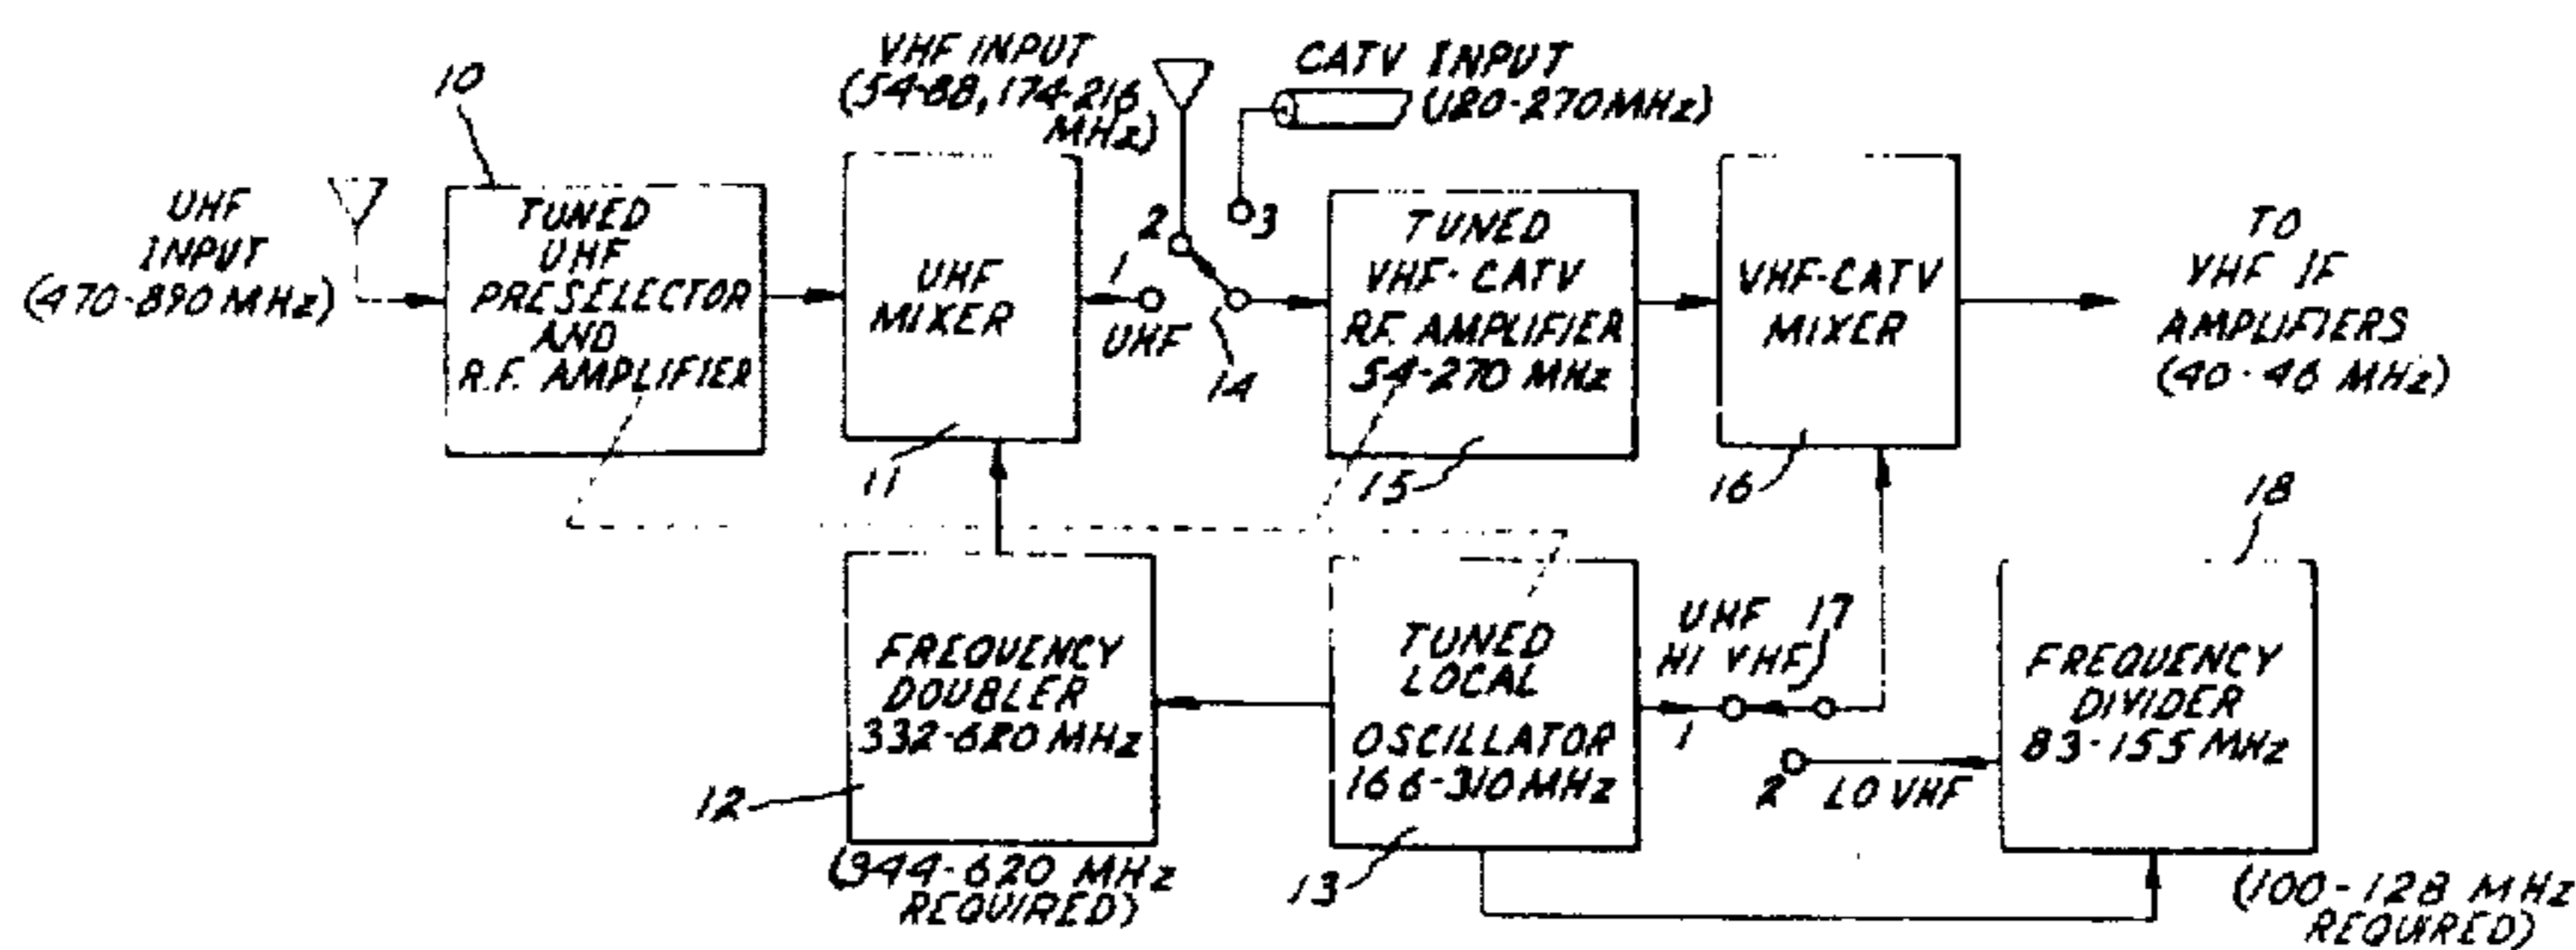 10
UHF
INPUT
(470-890 MHz)
TUNED
UHF
PRESELECTOR
AND
R.F. AMPLIFIER
UHF
MIXER
11
VHF INPUT
(54-88, 174-216
MHz)
CATV INPUT
(120-270 MHz)
1
UHF
2
3
14
TUNED
VHF-CATV
R.F. AMPLIFIER
54-270 MHz
15
VHF-CATV
MIXER
16
TO
VHF IF
AMPLIFIERS
(40-46 MHz)
FREQUENCY
DOUBLER
332-620 MHz
12
(344-620 MHz
REQUIRED)
TUNED
LOCAL
OSCILLATOR
166-310 MHz
13
UHF
HI VHF
17
1
2
LO VHF
18
FREQUENCY
DIVIDER
83-155 MHz
(100-128 MHz
REQUIRED)